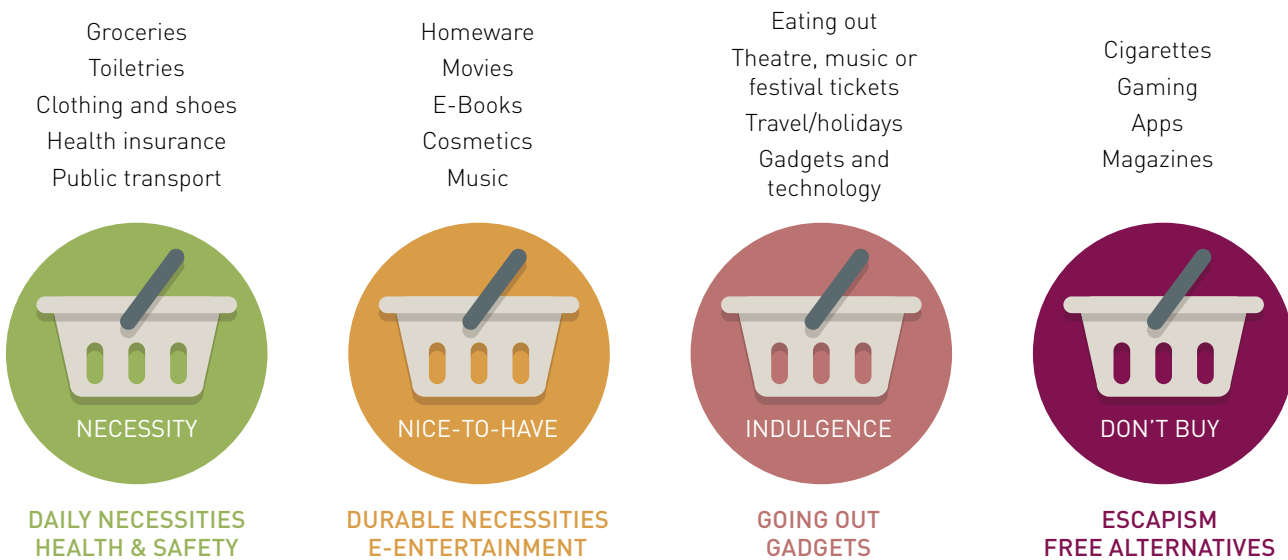 Groceries
Toiletries
Clothing and shoes
Health insurance
Public transport
NECESSITY
DAILY NECESSITIES
HEALTH & SAFETY
Homeware
Movies
E-Books
Cosmetics
Music
NICE-TO-HAVE
DURABLE NECESSITIES
E-ENTERTAINMENT
Eating out
Theatre, music or
festival tickets
Travel/holidays
Gadgets and
technology
INDULGENCE
GOING OUT
GADGETS
Cigarettes
Gaming
Apps
Magazines
DON'T BUY
ESCAPISM
FREE ALTERNATIVES